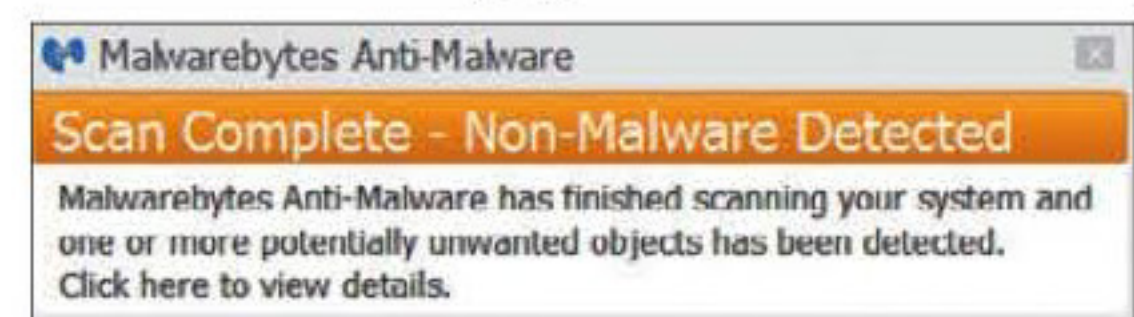 Malwarebytes Anti-Malware
Scan Complete - Non-Malware Detected
Malwarebytes Anti-Malware has finished scanning your system and
one or more potentially unwanted objects has been detected.
Click here to view details.